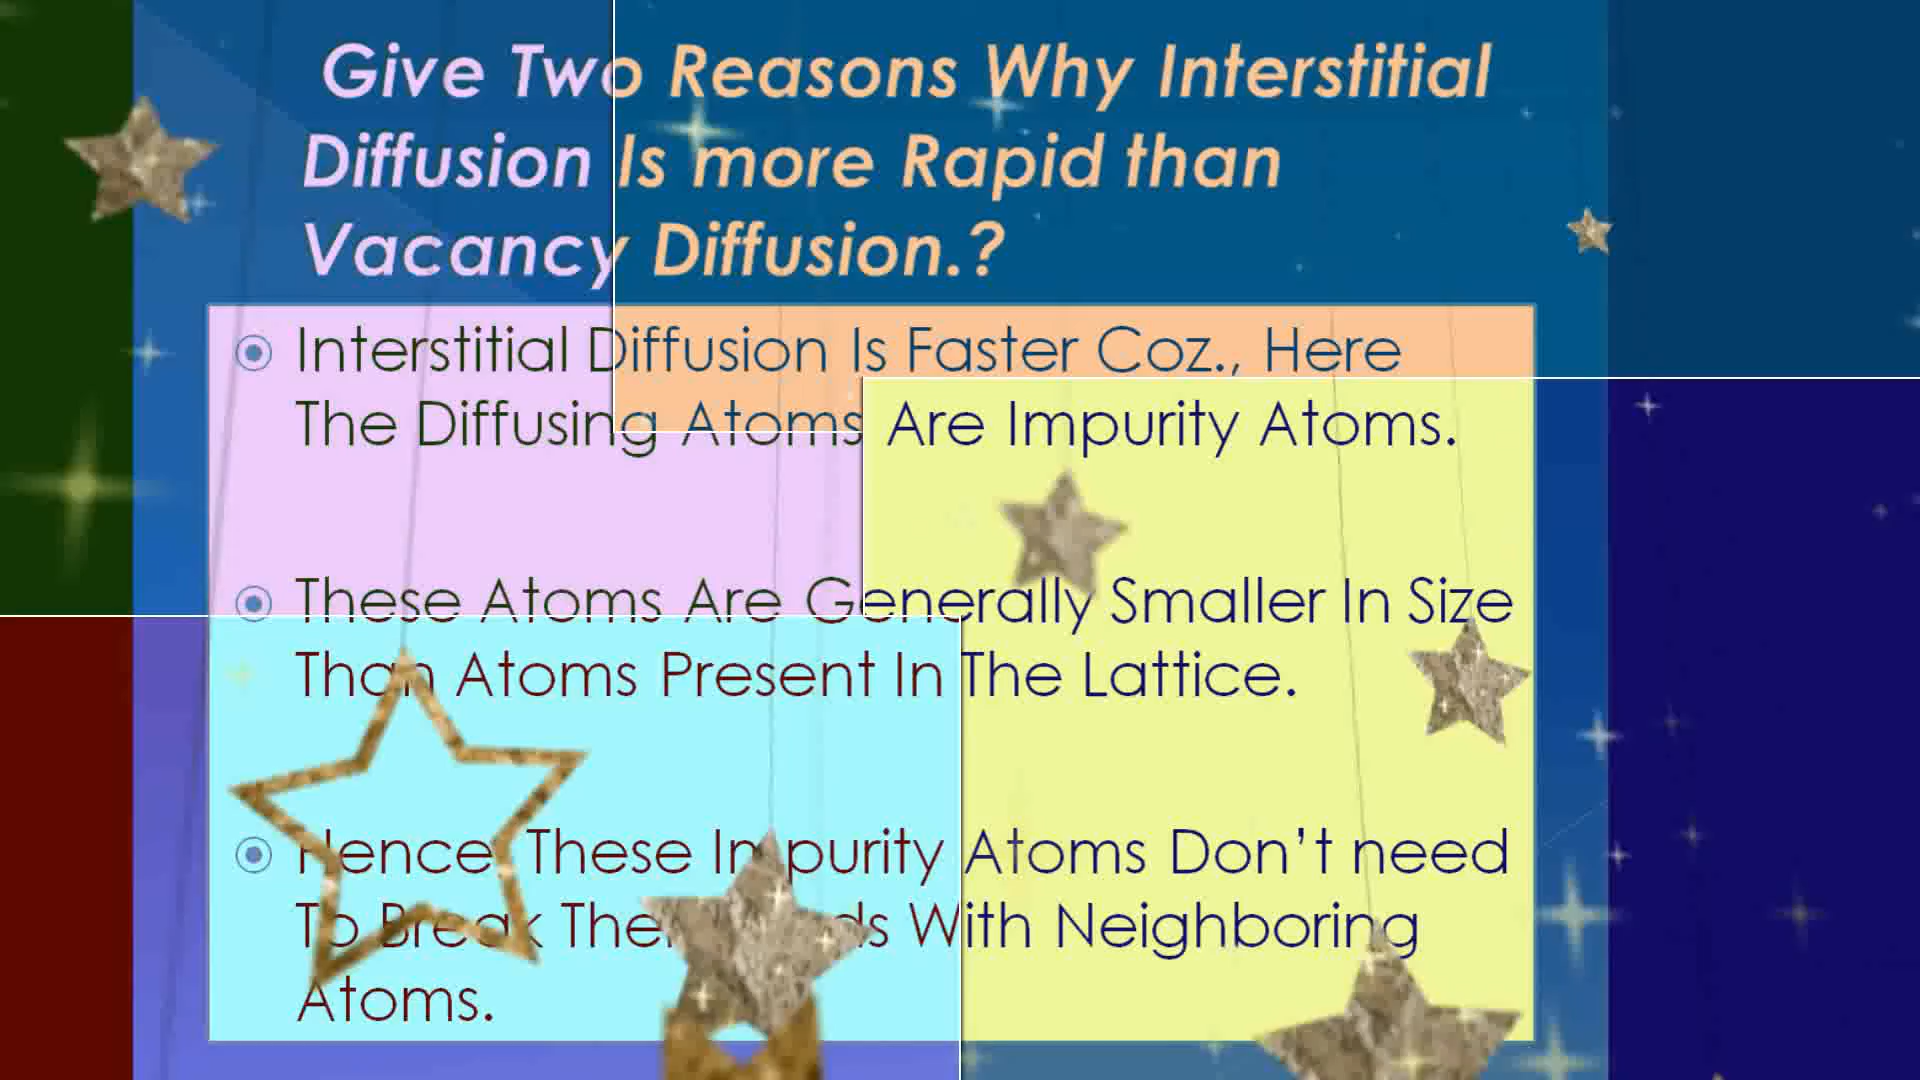 Give Two Reasons Why Interstitial
Diffusion Is more Rapid than
Vacancy Diffusion.?
Interstitial Diffusion Is Faster Coz., Here
The Diffusing Atoms Are Impurity Atoms.
These Atoms Are Generally Smaller In Size
Than Atoms Present In The Lattice.
Hence These Impurity Atoms Don't need
To Break With Neighboring
Atoms.